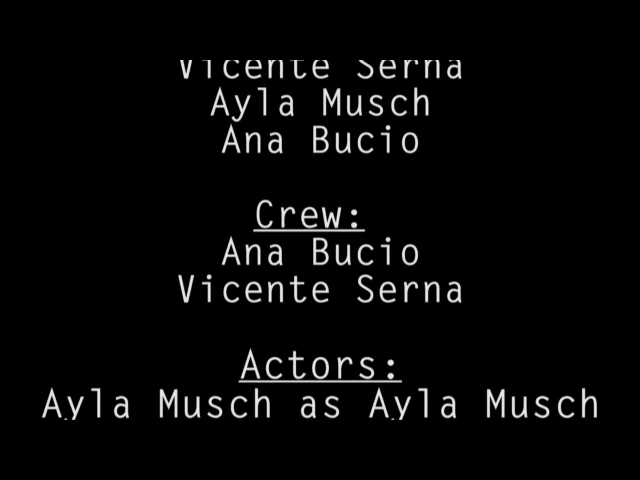 Vicente Serna
Ayla Musch
Ana Bucio
Crew:
Ana Bucio
Vicente Serna
Actors:
Ayla Musch as Ayla Musch